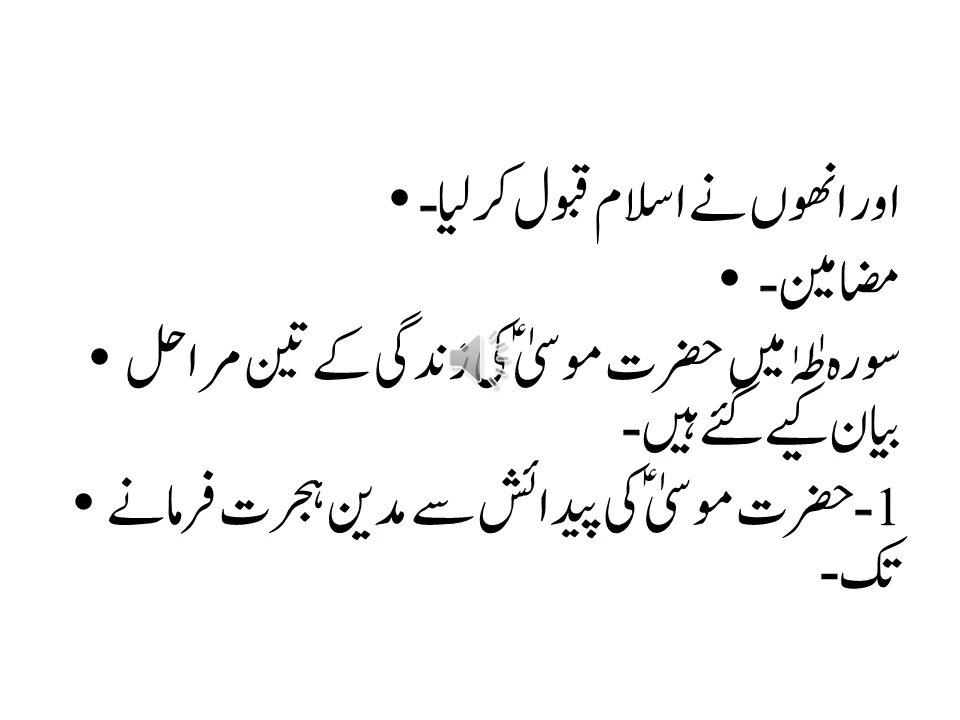 اور انھوں نے اسلام قبول کر لیا۔ •
مضامین۔ •
سورہ طٰہٰ میں حضرت موسیٰؑ کی زندگی کے تین مراحل •
بیان کیے گئے ہیں۔
1۔حضرت موسیٰؑ کی پیدائش سے مدین ہجرت فرمانے •
تک۔